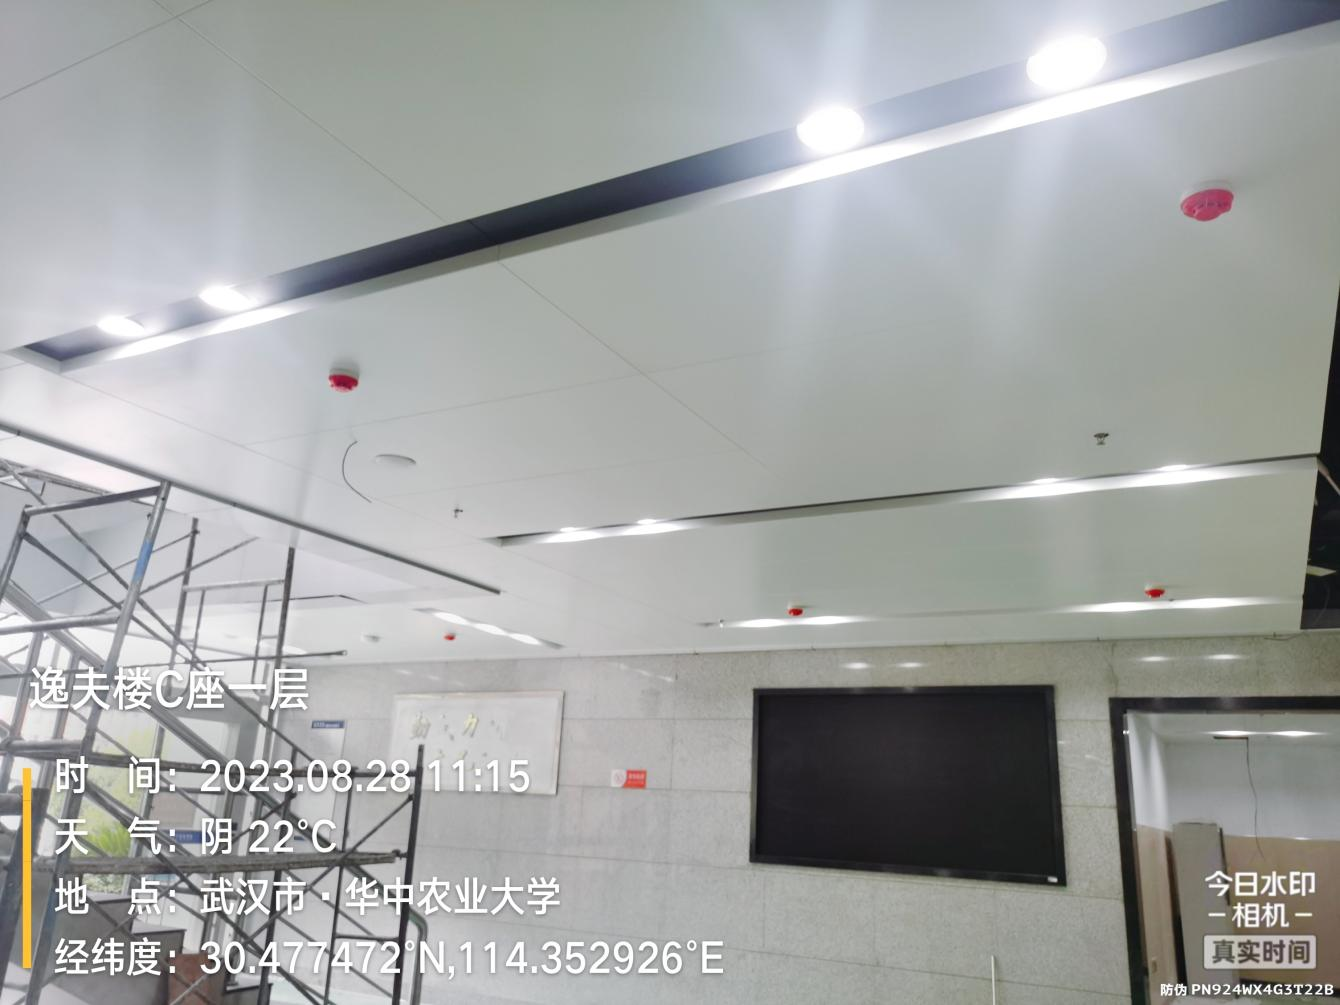 逸夫楼C座一层
时 间：2023.08.28 11:15
天 气：阴 22℃
地 点：武汉市·华中农业大学
经纬度：30.477472°N,114.352926°E
今日水印
-相机-
真实时间
防伪 PN924WX4G3T22B